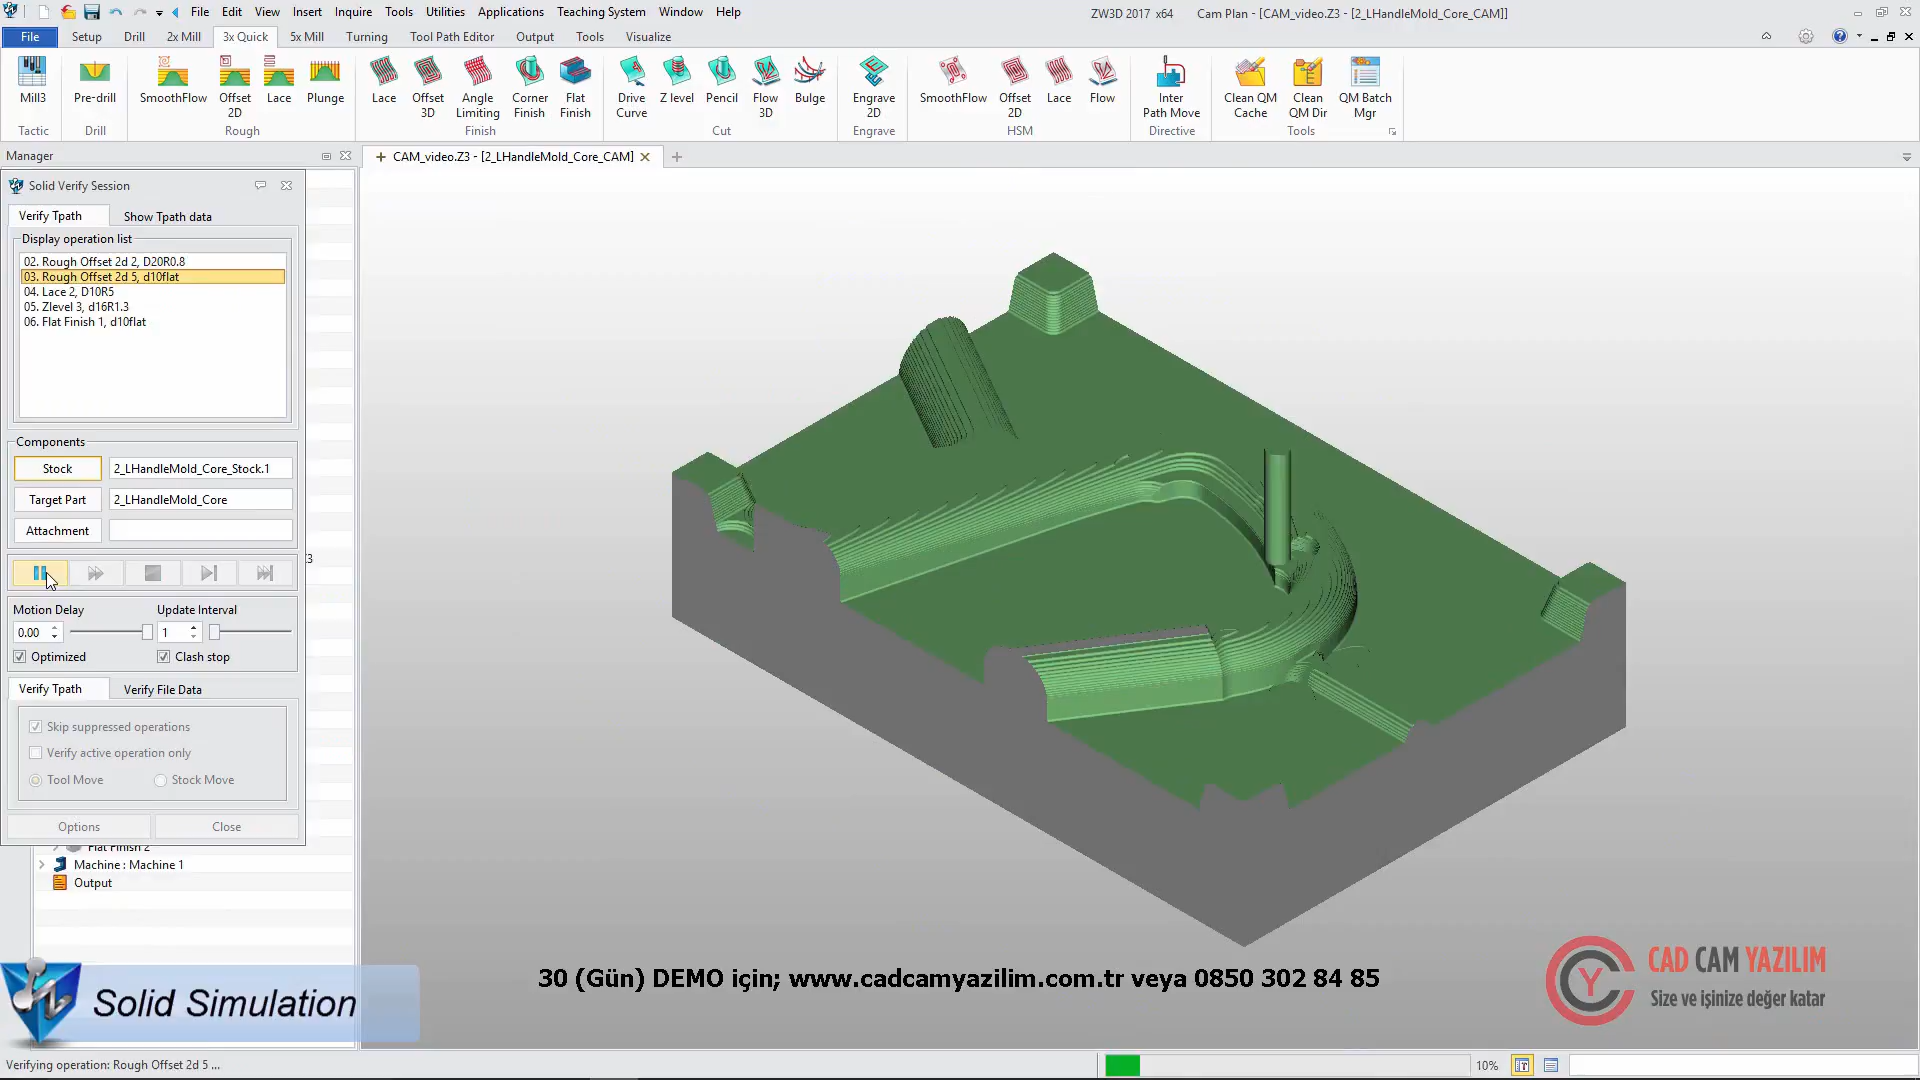 File Edit View Insert Inquire Tools Utilities Applications Teaching System Window Help
ZW3D 2017 x64 Cam Plan - [CAM_video.Z3 - [2_LHandleMold_Core_CAM]]
File Setup Drill 2x Mill 3x Quick 5x Mill Turning Tool Path Editor Output Tools Visualize
Mill3 Pre-drill SmoothFlow Offset 2D Lace Plunge Lace Offset 3D Angle Limiting Corner Finish Flat Finish Drive Curve Z level Pencil Flow 3D Bulge Engrave 2D SmoothFlow Offset 2D Lace Flow Inter Path Move Clean QM Cache Clean QM Dir QM Batch Mgr
Tactic Drill Rough Finish Cut Engrave HSM Directive Tools
Manager
CAM_video.Z3 - [2_LHandleMold_Core_CAM]
Solid Verify Session
Verify Tpath Show Tpath data
Display operation list
02. Rough Offset 2d 2, D20R0.8
03. Rough Offset 2d 5, d10flat
04. Lace 2, D10R5
05. Zlevel 3, d16R1.3
06. Flat Finish 1, d10flat
Components
Stock 2_LHandleMold_Core_Stock.1
Target Part 2_LHandleMold_Core
Attachment
Motion Delay Update Interval
0.00 1
Optimized Clash stop
Verify Tpath Verify File Data
Skip suppressed operations
Verify active operation only
Tool Move Stock Move
Options Close
Flat Finish 2
Machine : Machine 1
Output
Solid Simulation
30 (Gün) DEMO için; www.cadcamyazilim.com.tr veya 0850 302 84 85
CAD CAM YAZILIM
Size ve işinize değer katar
Verifying operation: Rough Offset 2d 5 ...
10%